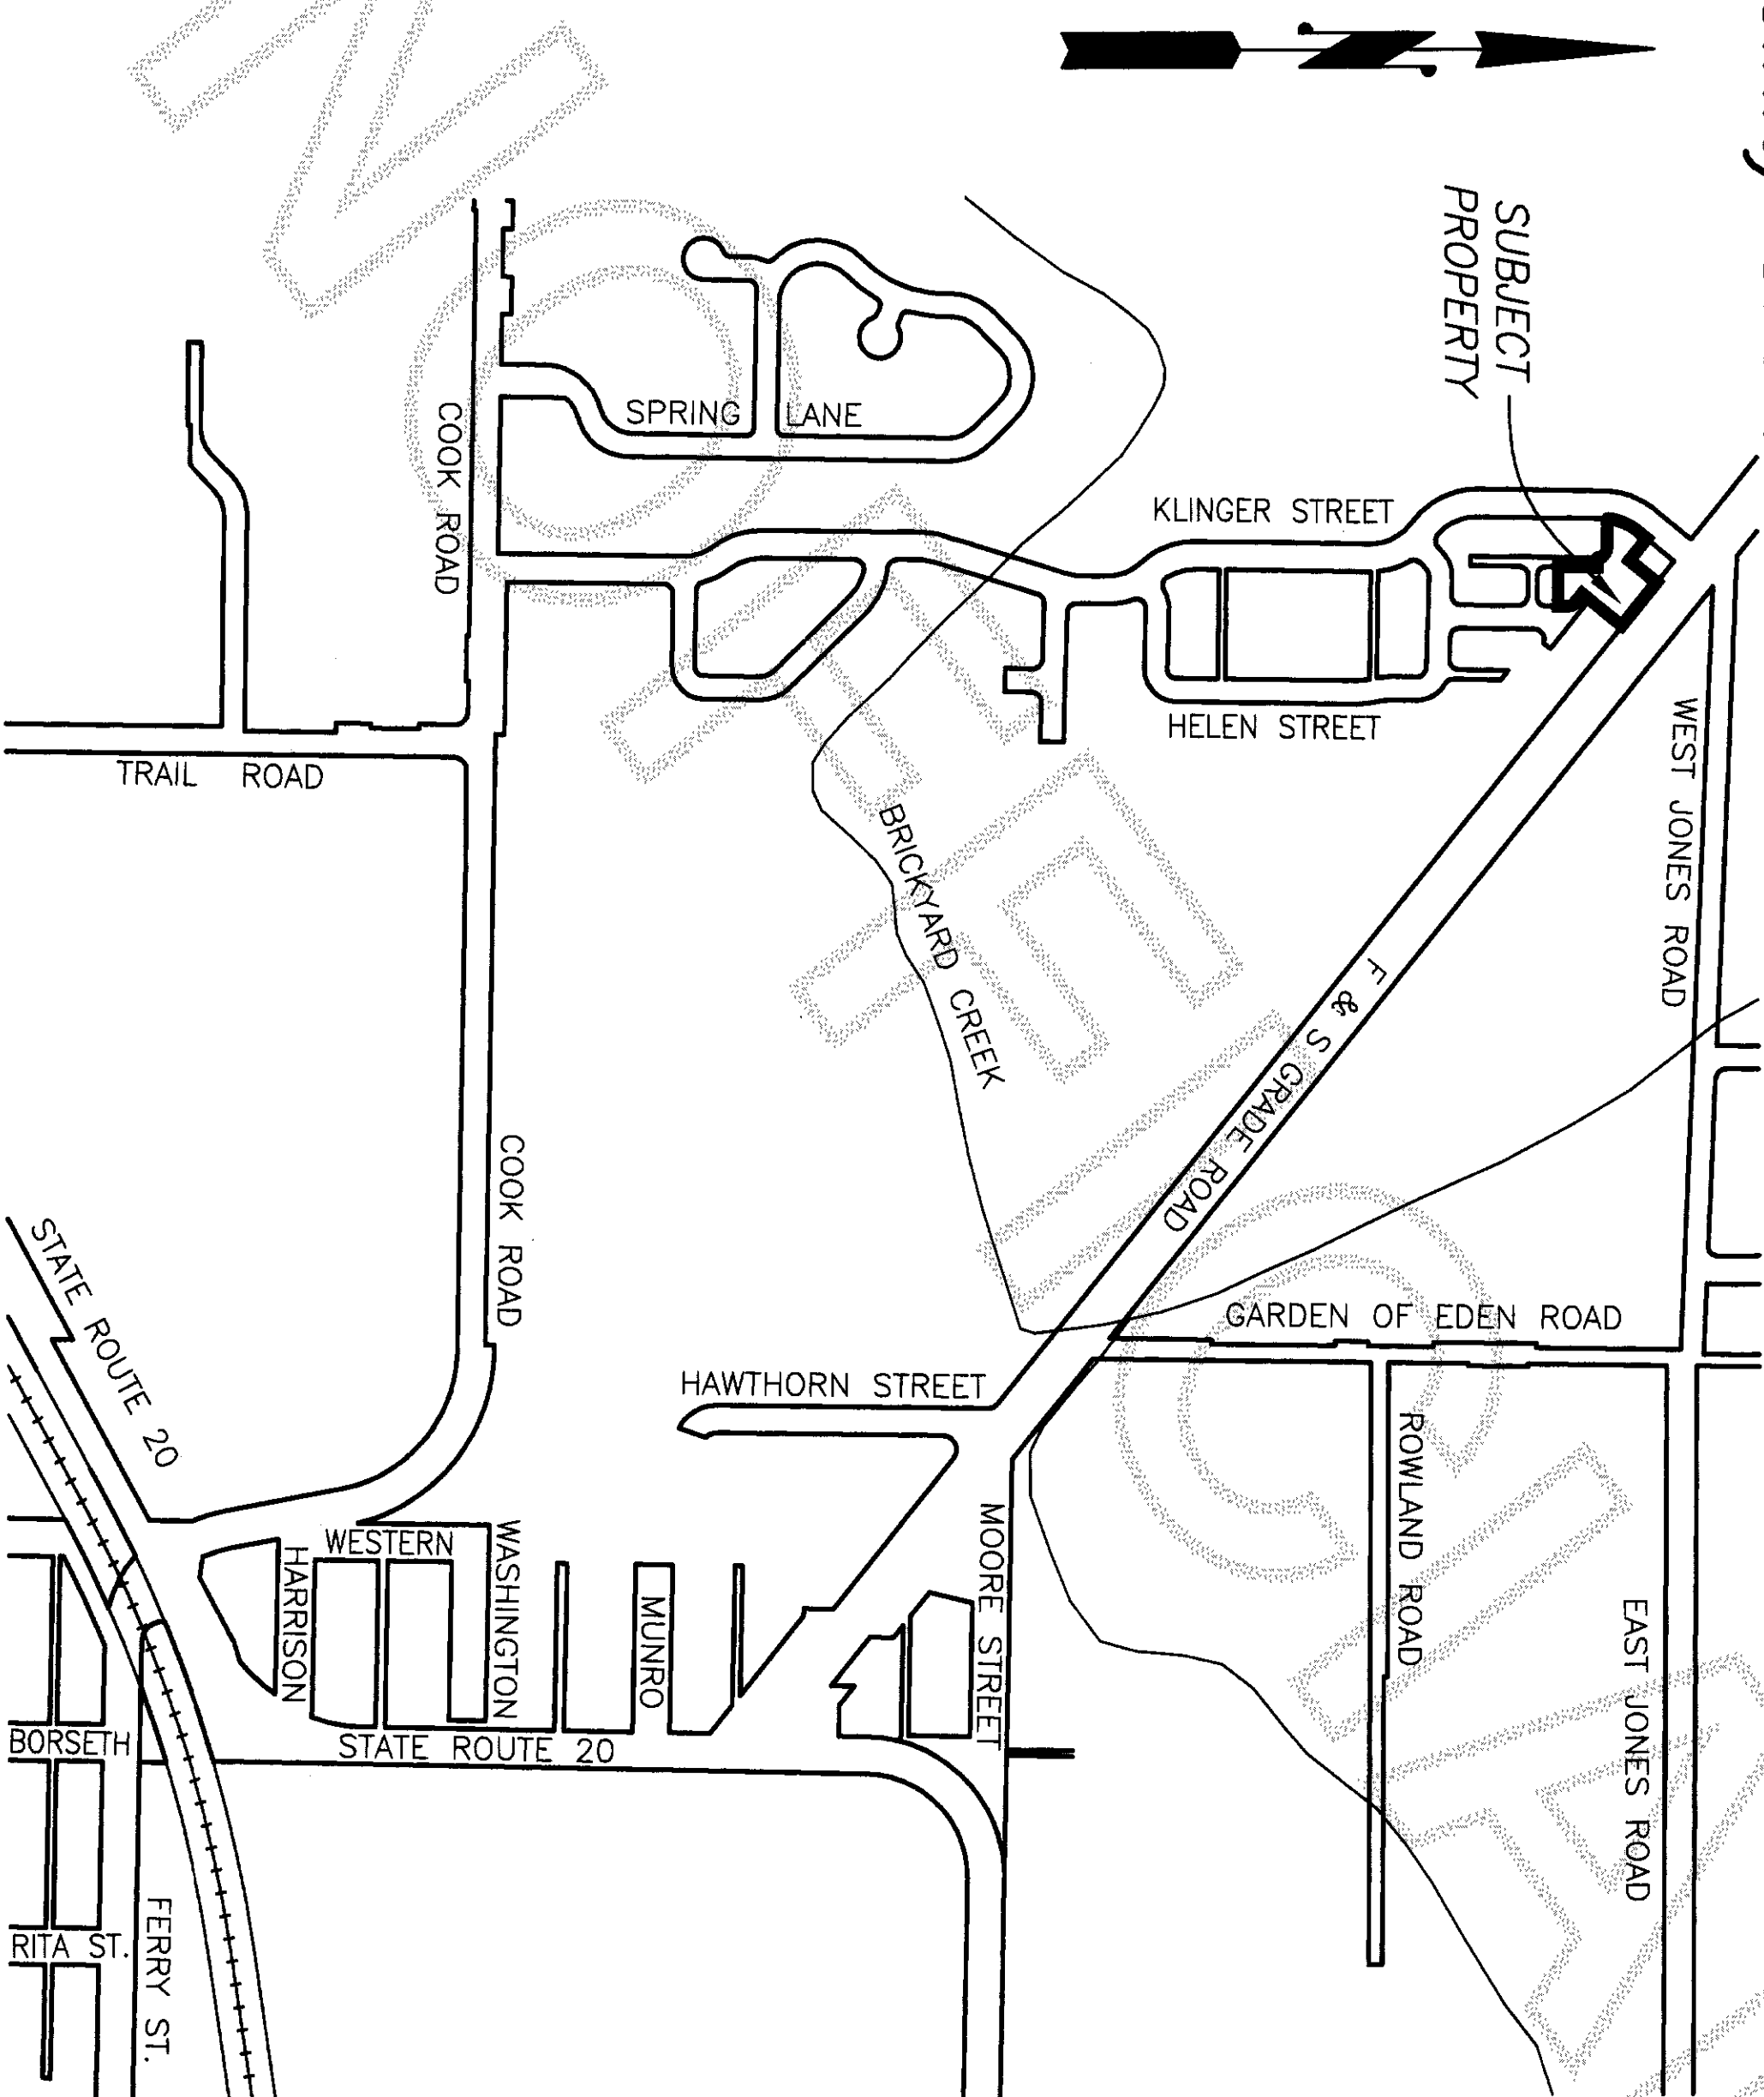 SUBJECT
PROPERTY
KLINGER STREET
HELEN STREET
WEST JONES ROAD
SPRING LANE
COOK ROAD
TRAIL ROAD
BRICKYARD CREEK
F & S GRADE ROAD
GARDEN OF EDEN ROAD
COOK ROAD
HAWTHORN STREET
ROWLAND ROAD
EAST JONES ROAD
MOORE STREET
STATE ROUTE 20
WESTERN
HARRISON
WASHINGTON
MUNRO
STATE ROUTE 20
BORSETH
FERRY ST.
RITA ST.